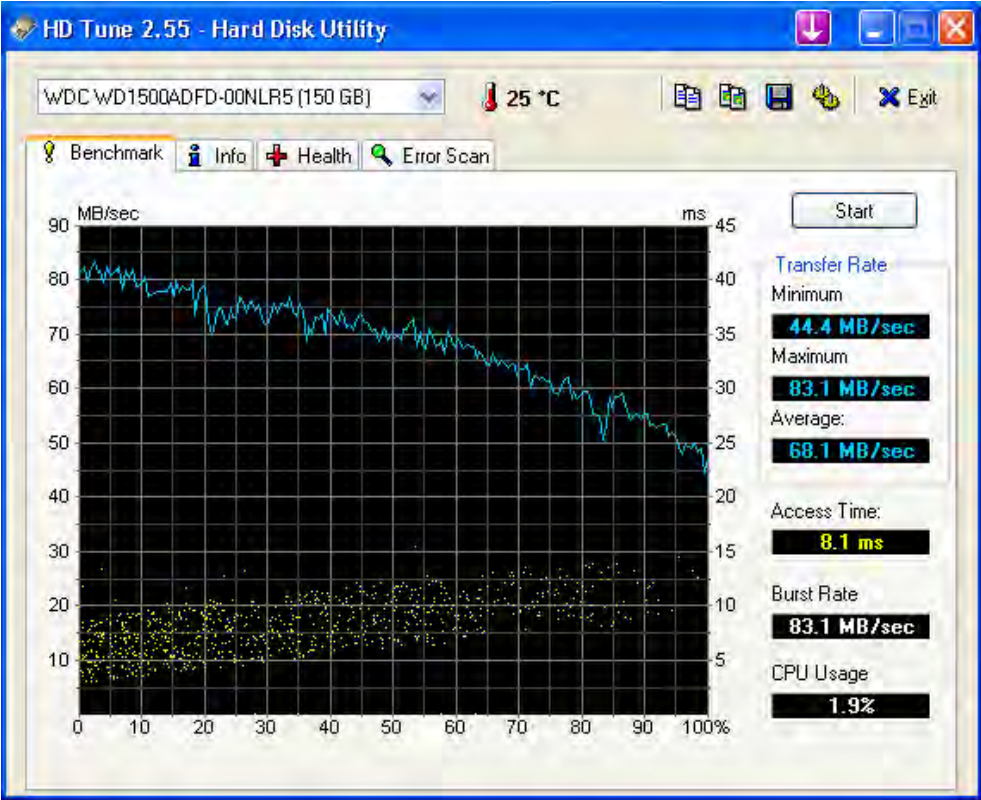 HD Tune 2.55 - Hard Disk Utility
WDC WD1500ADFD-00NLR5 (150 GB)
25 °C
Exit
Benchmark
Info
Health
Error Scan
MB/sec
ms
90
80
70
60
50
40
30
20
10
45
40
35
30
25
20
15
10
5
0 10 20 30 40 50 60 70 80 90 100%
Start
Transfer Rate
Minimum
44.4 MB/sec
Maximum
83.1 MB/sec
Average:
68.1 MB/sec
Access Time:
8.1 ms
Burst Rate
83.1 MB/sec
CPU Usage
1.9%